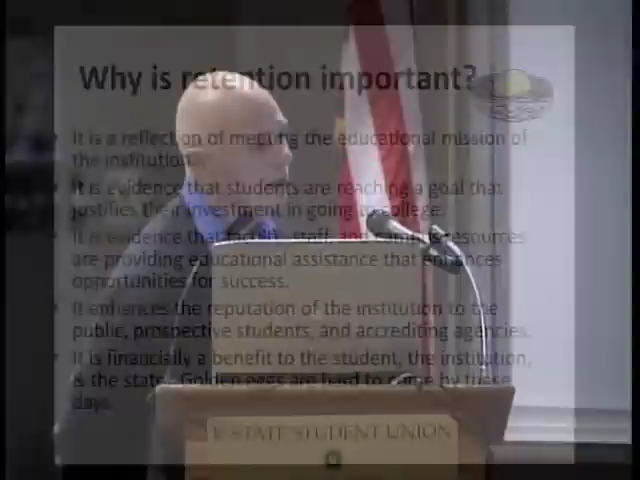 Why is retention important?
It is a reflection of meeting the educational mission of
the institution.
It is evidence that students are reaching a goal that
justifies their investment in going to college.
It is evidence that faculty, staff, and campus resources
are providing educational assistance that enhances
opportunities for success.
It enhances the reputation of the institution to the
public, prospective students, and accrediting agencies.
It is financially a benefit to the student, the institution,
& the state. Golden eggs are hard to come by these
days.
K-STATE STUDENT UNION